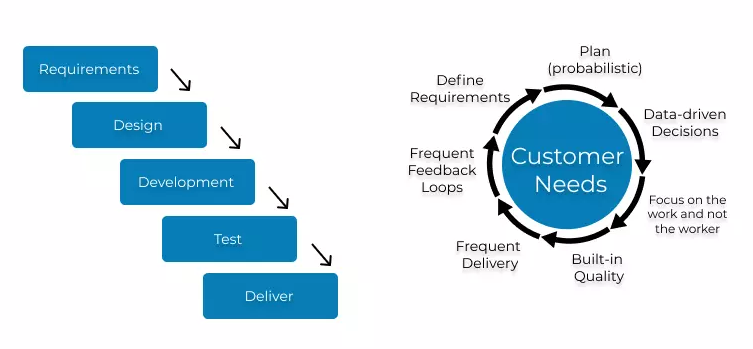 Requirements
Design
Development
Test
Deliver
Plan
(probabilistic)
Define
Requirements
Data-driven
Decisions
Customer
Needs
Frequent
Feedback
Loops
Focus on the
work and not
the worker
Frequent
Delivery
Built-in
Quality